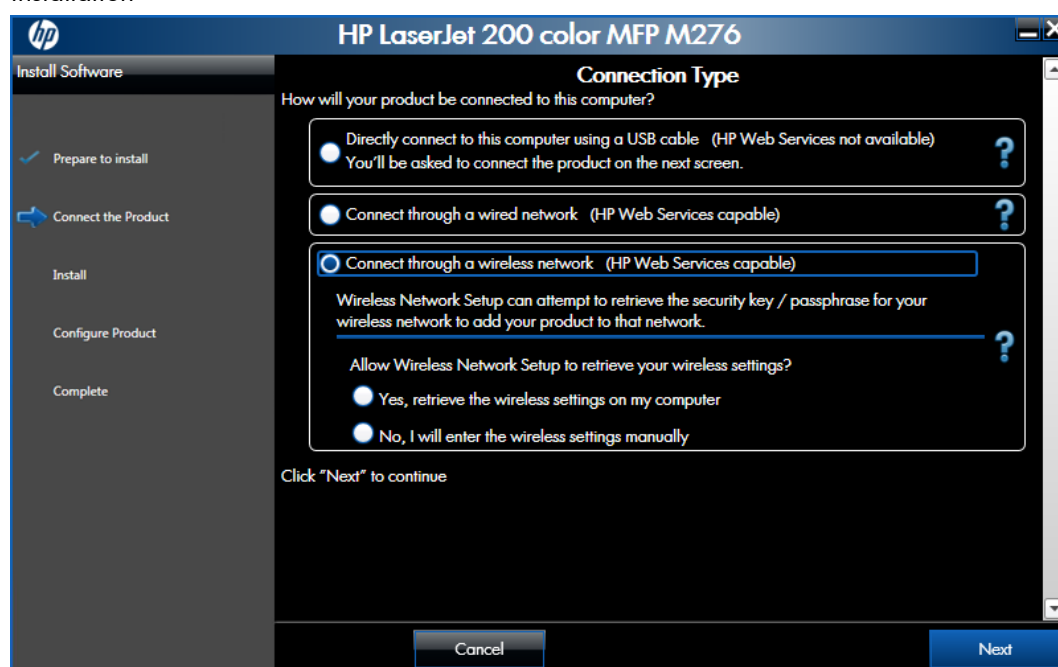 hp
HP LaserJet 200 color MFP M276
Install Software
Prepare to install
Connect the Product
Install
Configure Product
Complete
Connection Type
How will your product be connected to this computer?
Directly connect to this computer using a USB cable (HP Web Services not available)
You'll be asked to connect the product on the next screen.
?
Connect through a wired network (HP Web Services capable)
?
Connect through a wireless network (HP Web Services capable)
Wireless Network Setup can attempt to retrieve the security key / passphrase for your
wireless network to add your product to that network.
?
Allow Wireless Network Setup to retrieve your wireless settings?
Yes, retrieve the wireless settings on my computer
No, I will enter the wireless settings manually
Click "Next" to continue
Cancel
Next